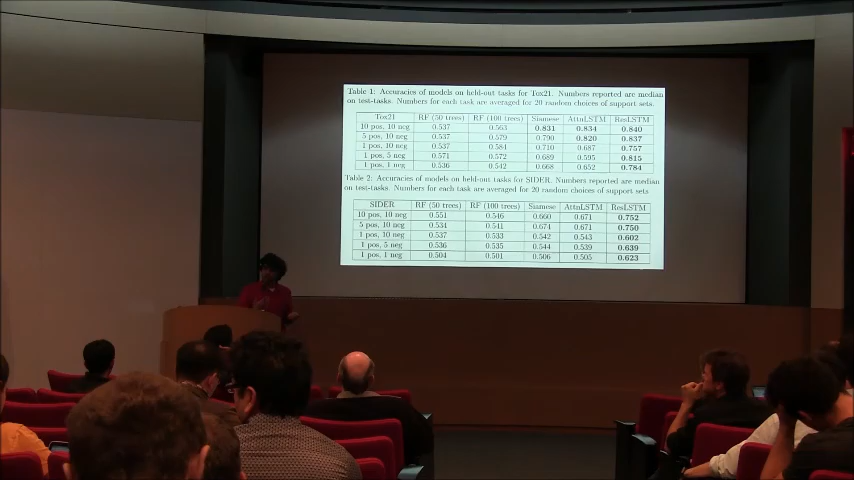 Table 1: Accuracies of models on held-out tasks for Tox21. Numbers reported are median
on test-tasks. Numbers for each task are averaged for 20 random choices of support sets.
Tox21 RF (50 trees) RF (100 trees) Siamese AttnLSTM ResLSTM
10 pos, 10 neg 0.537 0.563 0.831 0.834 0.840
5 pos, 10 neg 0.537 0.579 0.790 0.820 0.837
1 pos, 10 neg 0.537 0.584 0.710 0.687 0.757
1 pos, 5 neg 0.571 0.572 0.689 0.595 0.815
1 pos, 1 neg 0.536 0.542 0.668 0.652 0.784
Table 2: Accuracies of models on held-out tasks for SIDER. Numbers reported are median
on test-tasks. Numbers for each task are averaged for 20 random choices of support sets
SIDER RF (50 trees) RF (100 trees) Siamese AttnLSTM ResLSTM
10 pos, 10 neg 0.551 0.546 0.660 0.671 0.752
5 pos, 10 neg 0.534 0.541 0.674 0.671 0.750
1 pos, 10 neg 0.537 0.533 0.542 0.543 0.602
1 pos, 5 neg 0.536 0.535 0.544 0.539 0.639
1 pos, 1 neg 0.504 0.501 0.506 0.505 0.623